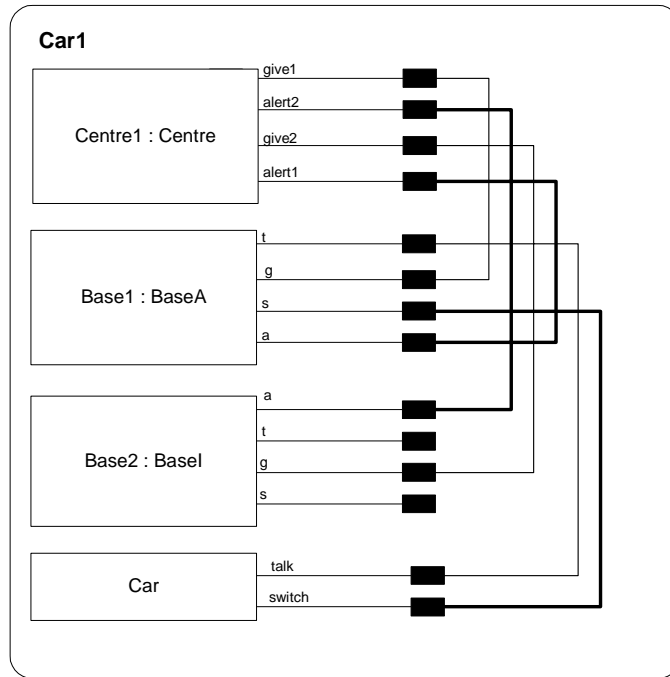 Car1
give1
alert2
Centre1 : Centre
give2
alert1
t
g
Base1 : BaseA
s
a
a
t
Base2 : BaseI
g
s
talk
Car
switch